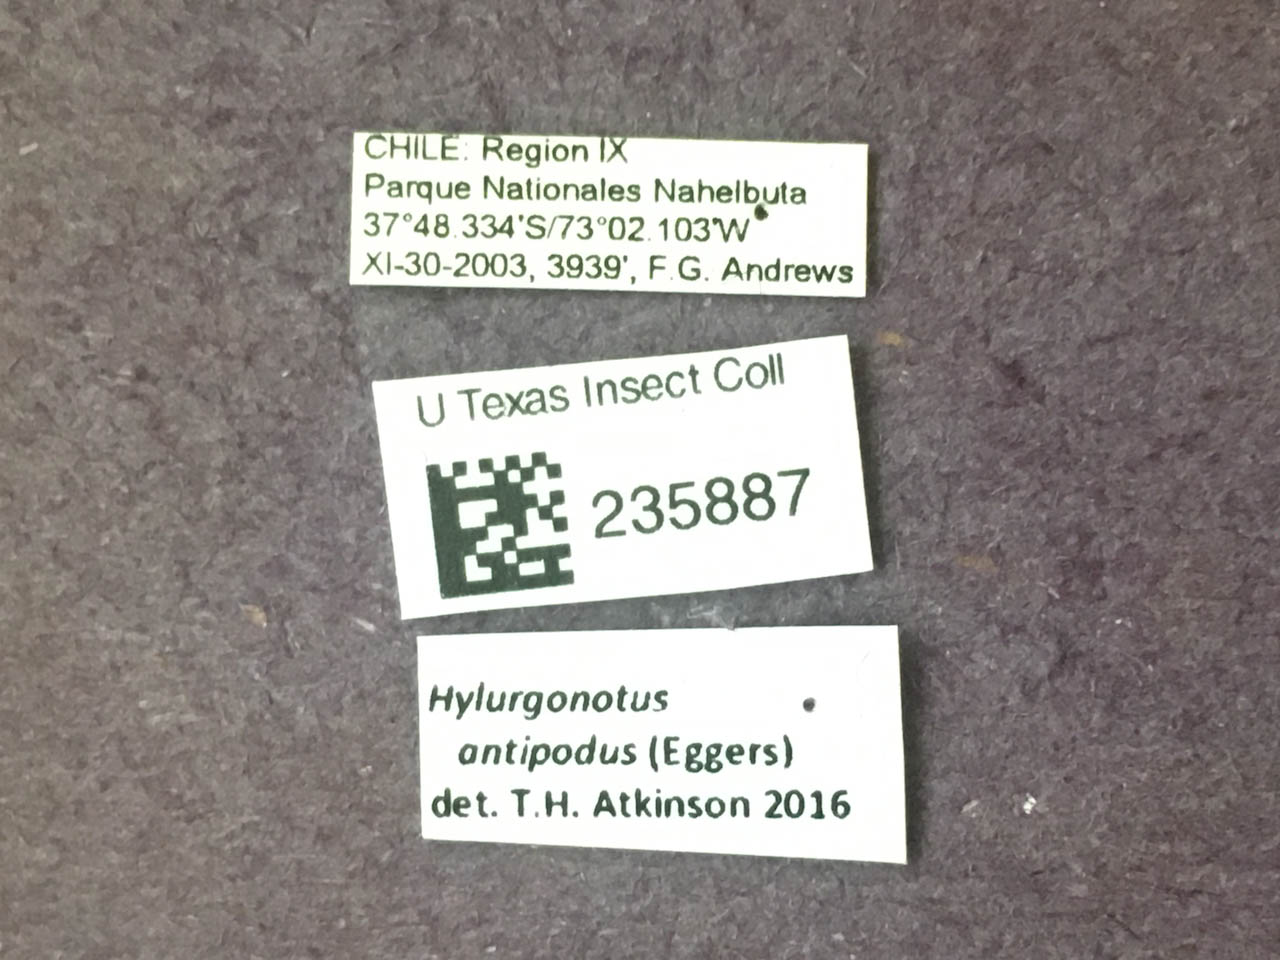 CHILE: Region IX
Parque Nationales Nahelbuta
37°48.334'S/73°02.103'W
XI-30-2003, 3939', F.G. Andrews
U Texas Insect Coll
235887
Hylurgonotus
antipodus (Eggers)
det. T.H. Atkinson 2016